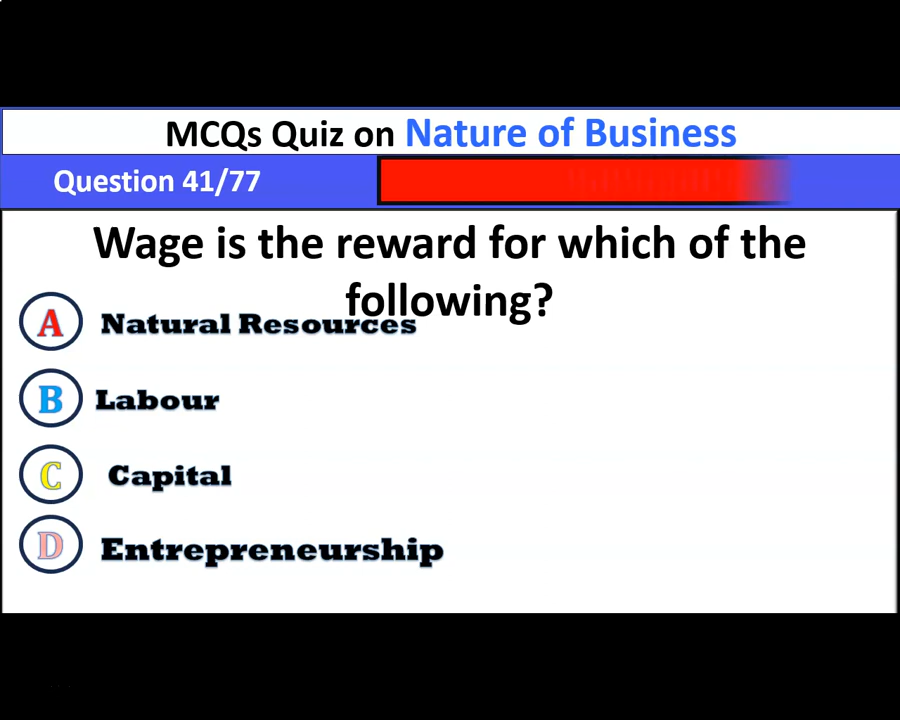 MCQs Quiz on Nature of Business
Question 41/77
Wage is the reward for which of the
following?
A Natural Resources
B Labour
C Capital
D Entrepreneurship